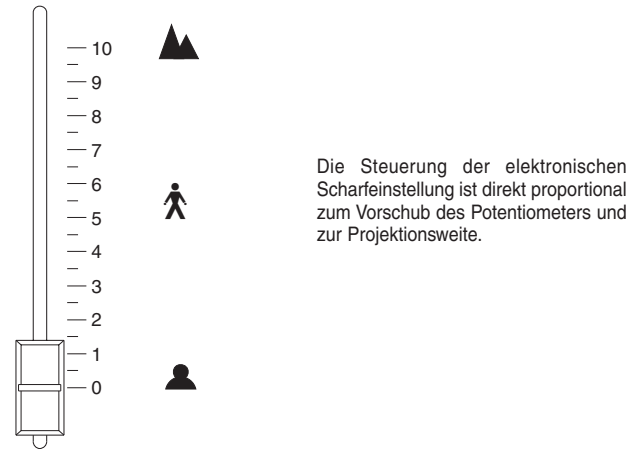 10
9
8
7
6
5
4
3
2
1
0
Die Steuerung der elektronischen
Scharfeinstellung ist direkt proportional
zum Vorschub des Potentiometers und
zur Projektionsweite.